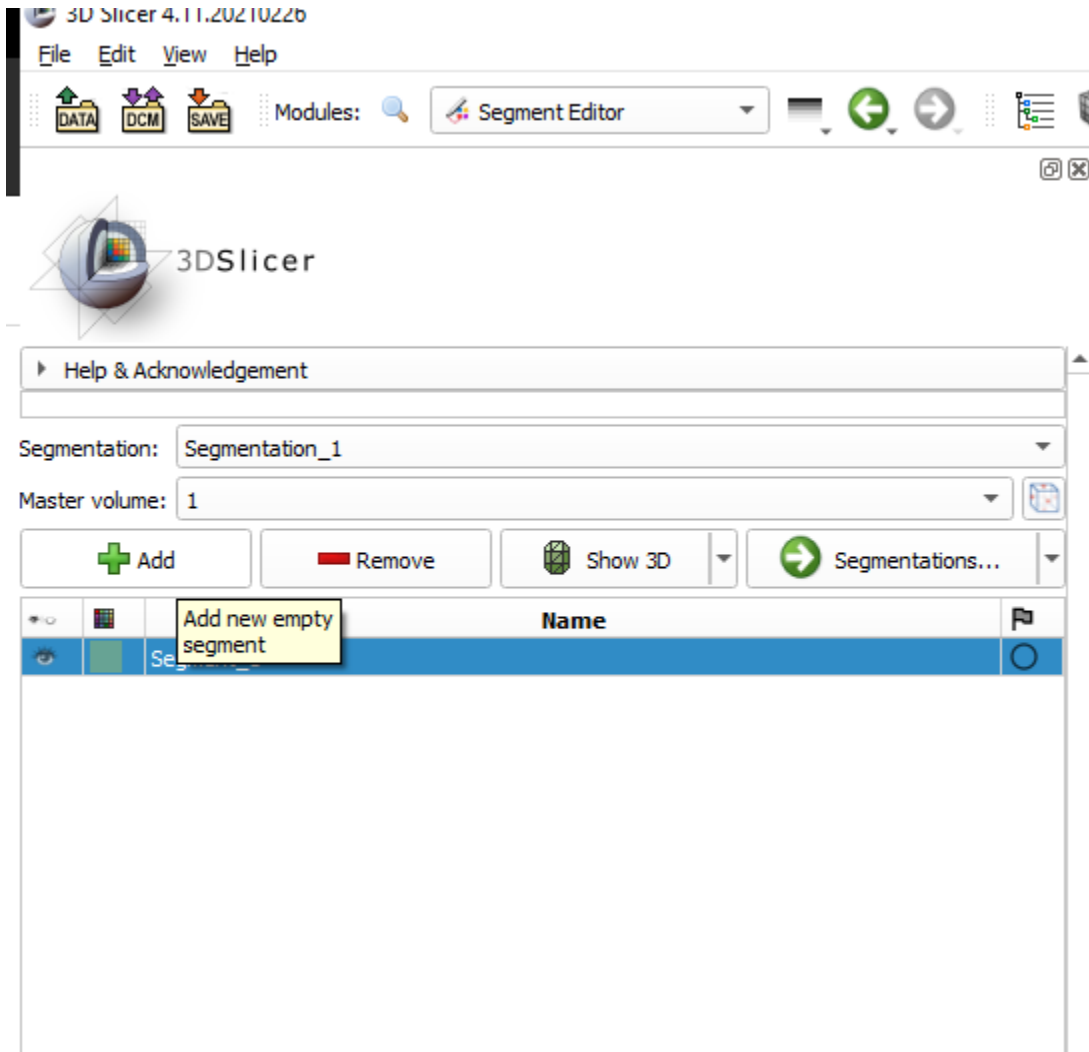 3D Slicer 4.11.20210226
File Edit View Help
DATA DCM SAVE Modules: Segment Editor
3DSlicer
Help & Acknowledgement
Segmentation: Segmentation_1
Master volume: 1
Add Remove Show 3D Segmentations...
Name
Add new empty
segment